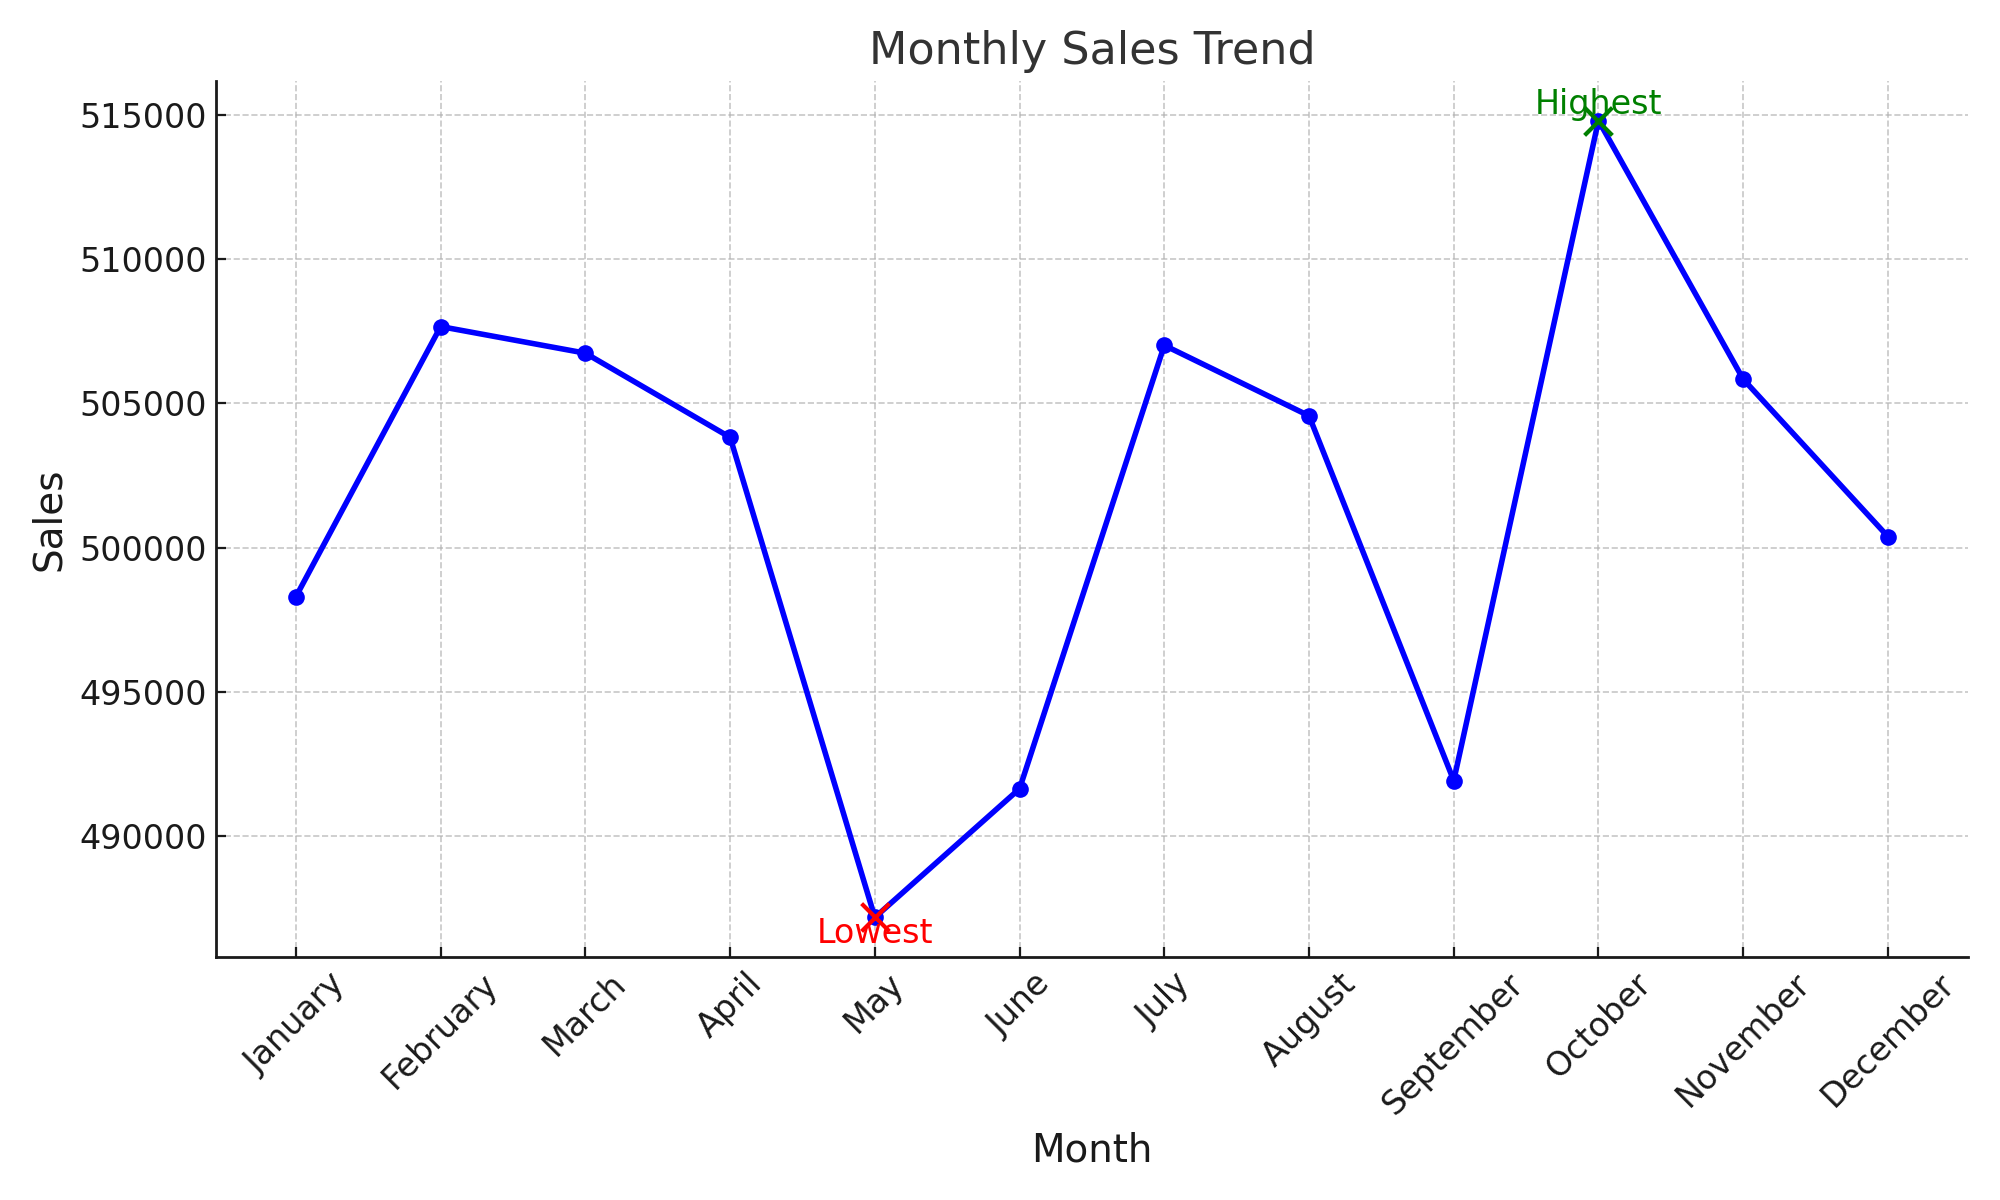 Monthly Sales Trend
Highest
515000
510000
505000
500000
495000
490000
Sales
Lowest
January
February
March
April
May
June
July
August
September
October
November
December
Month